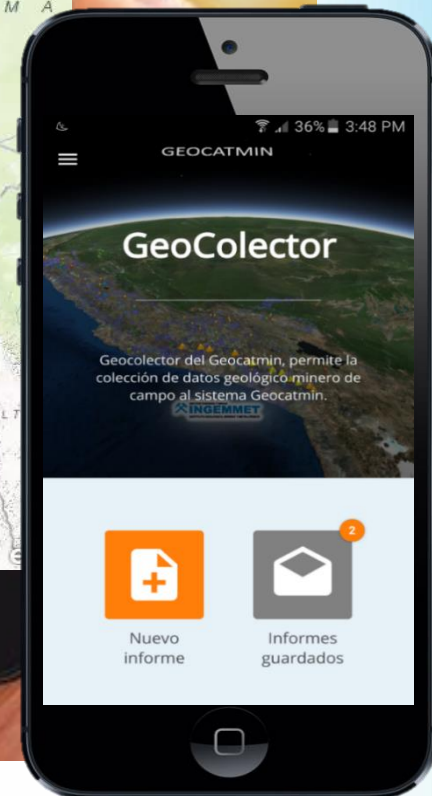 M A
36% 3:48 PM
GEOCATMIN
GeoColector
Geocolector del Geocatmin, permite la
colección de datos geológico minero de
campo al sistema Geocatmin.
INGEMMET
2
Nuevo
informe
Informes
guardados